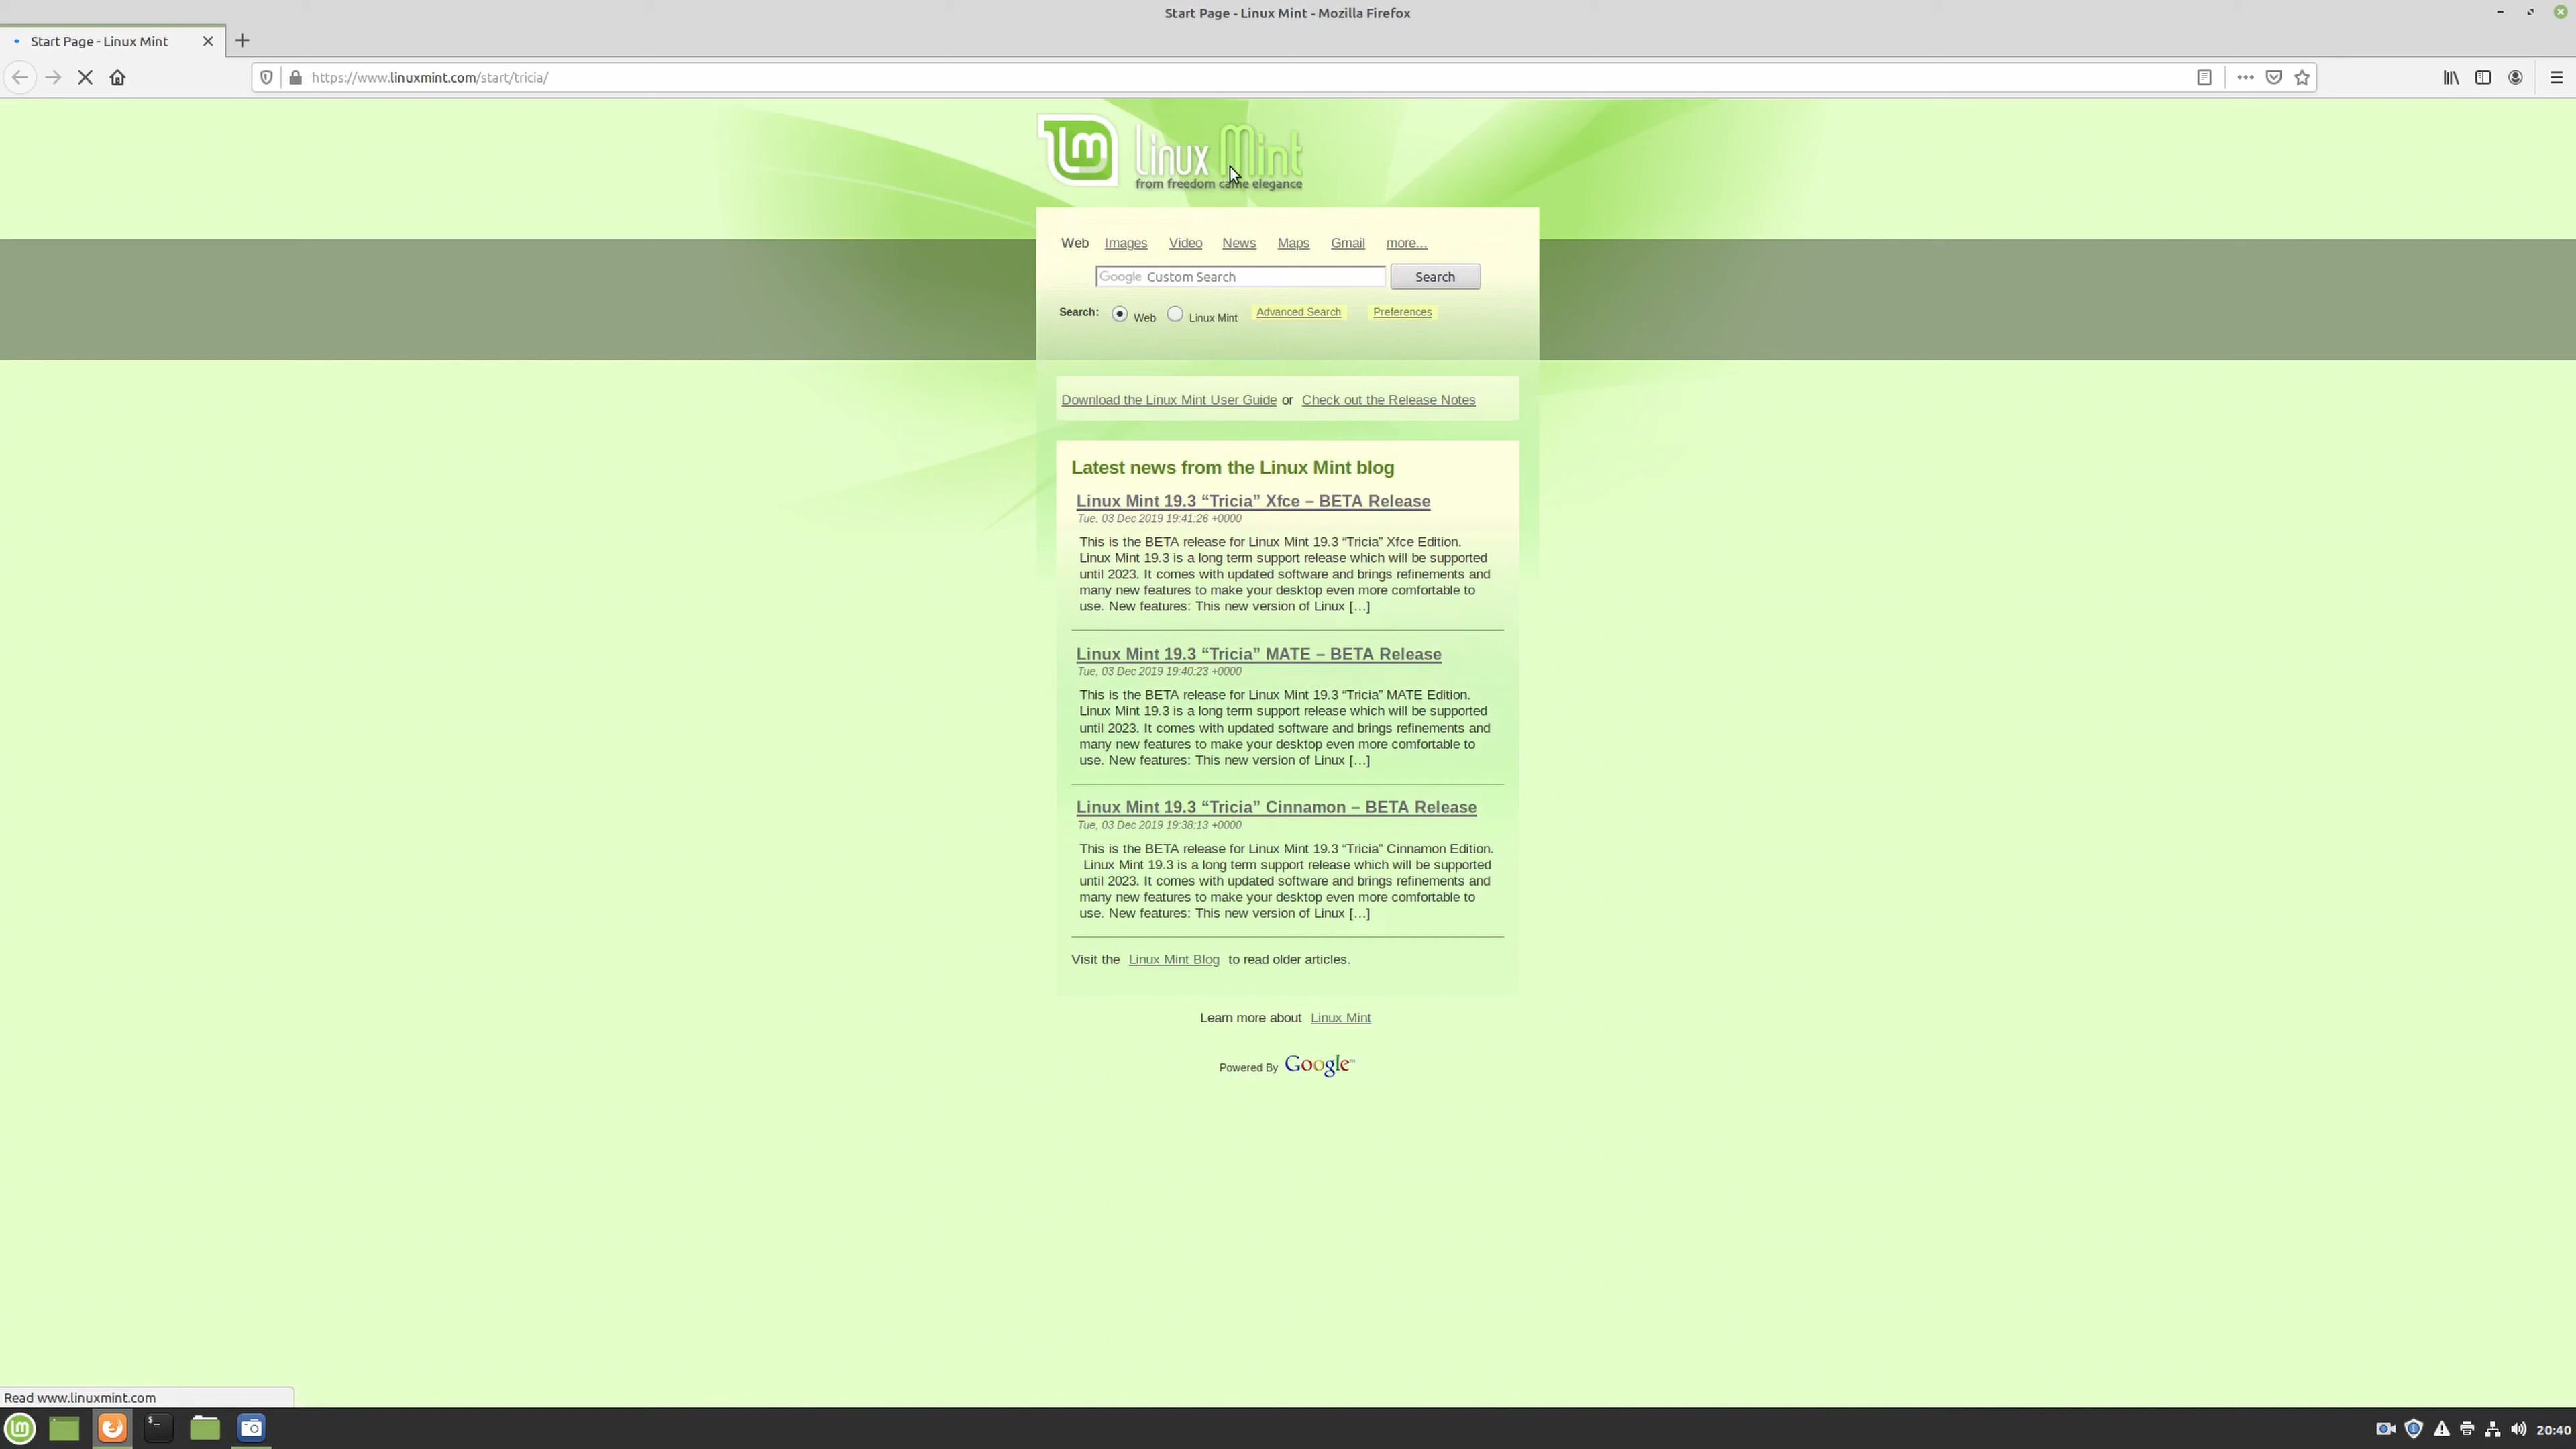 Start Page - Linux Mint - Mozilla Firefox
Start Page - Linux Mint
https://www.linuxmint.com/start/tricia/
lm Linux Mint
from freedom came elegance
Web Images Video News Maps Gmail more...
Google Custom Search Search
Search: Web Linux Mint Advanced Search Preferences
Download the Linux Mint User Guide or Check out the Release Notes
Latest news from the Linux Mint blog
Linux Mint 19.3 “Tricia” Xfce – BETA Release
Tue, 03 Dec 2019 19:41:26 +0000
This is the BETA release for Linux Mint 19.3 “Tricia” Xfce Edition.
Linux Mint 19.3 is a long term support release which will be supported
until 2023. It comes with updated software and brings refinements and
many new features to make your desktop even more comfortable to
use. New features: This new version of Linux […]
Linux Mint 19.3 “Tricia” MATE – BETA Release
Tue, 03 Dec 2019 19:40:23 +0000
This is the BETA release for Linux Mint 19.3 “Tricia” MATE Edition.
Linux Mint 19.3 is a long term support release which will be supported
until 2023. It comes with updated software and brings refinements and
many new features to make your desktop even more comfortable to
use. New features: This new version of Linux […]
Linux Mint 19.3 “Tricia” Cinnamon – BETA Release
Tue, 03 Dec 2019 19:38:13 +0000
This is the BETA release for Linux Mint 19.3 “Tricia” Cinnamon Edition.
Linux Mint 19.3 is a long term support release which will be supported
until 2023. It comes with updated software and brings refinements and
many new features to make your desktop even more comfortable to
use. New features: This new version of Linux […]
Visit the Linux Mint Blog to read older articles.
Learn more about Linux Mint
Powered By Google™
Read www.linuxmint.com
20:40